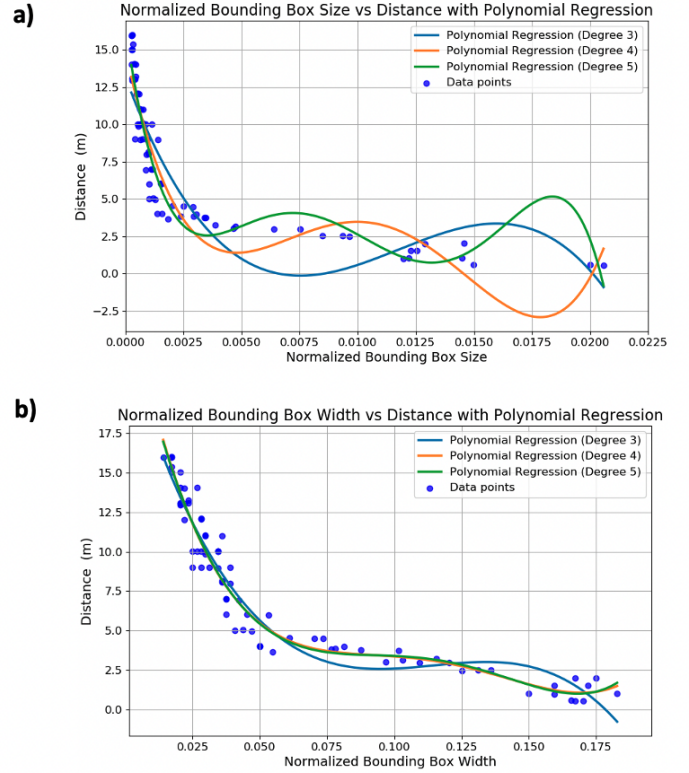 a)
Normalized Bounding Box Size vs Distance with Polynomial Regression
Polynomial Regression (Degree 3)
Polynomial Regression (Degree 4)
Polynomial Regression (Degree 5)
Data points
15.0
12.5
10.0
7.5
5.0
2.5
0.0
−2.5
Distance (m)
0.0000 0.0025 0.0050 0.0075 0.0100 0.0125 0.0150 0.0175 0.0200 0.0225
Normalized Bounding Box Size
b)
Normalized Bounding Box Width vs Distance with Polynomial Regression
Polynomial Regression (Degree 3)
Polynomial Regression (Degree 4)
Polynomial Regression (Degree 5)
Data points
17.5
15.0
12.5
10.0
7.5
5.0
2.5
0.0
Distance (m)
0.025 0.050 0.075 0.100 0.125 0.150 0.175
Normalized Bounding Box Width